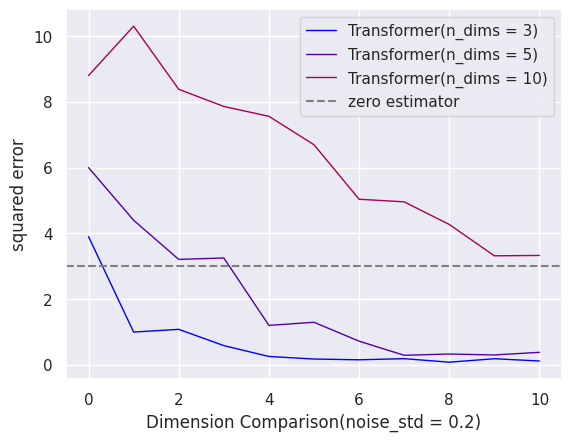 Transformer(n_dims = 3)
Transformer(n_dims = 5)
Transformer(n_dims = 10)
zero estimator
squared error
10
8
6
4
2
0
0 2 4 6 8 10
Dimension Comparison(noise_std = 0.2)